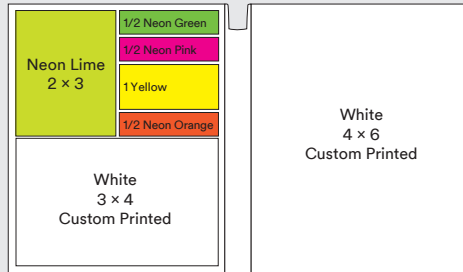 Neon Lime
2 × 3
1/2 Neon Green
1/2 Neon Pink
1 Yellow
1/2 Neon Orange
White
3 × 4
Custom Printed
White
4 × 6
Custom Printed